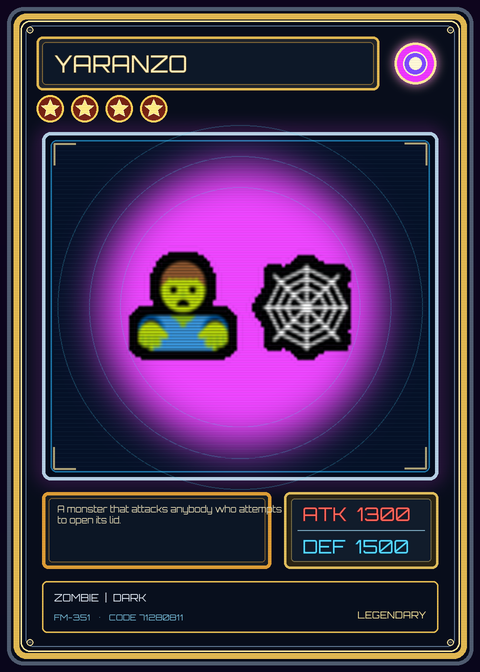 YARANZO
A monster that attacks anybody who attempts
to open its lid.
ATK 1300
DEF 1500
ZOMBIE | DARK
FM-351 · CODE 71280811
LEGENDARY